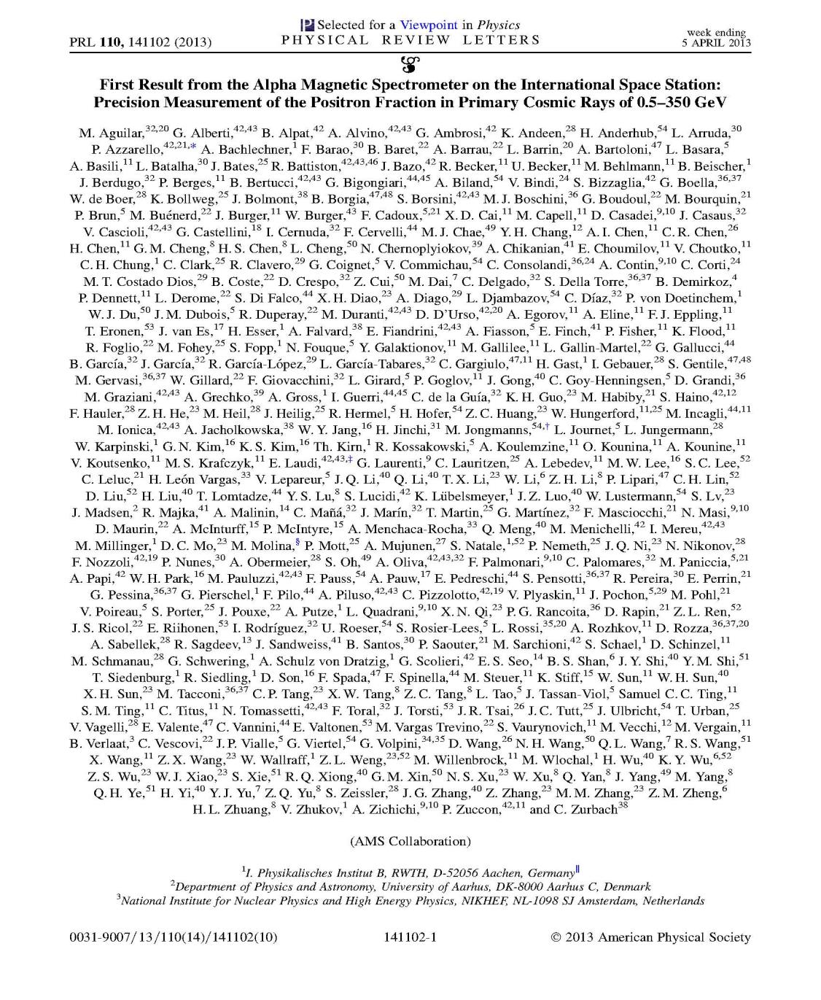 Selected for a Viewpoint in Physics
PRL 110, 141102 (2013)
PHYSICAL REVIEW LETTERS
week ending
5 APRIL 2013
First Result from the Alpha Magnetic Spectrometer on the International Space Station:
Precision Measurement of the Positron Fraction in Primary Cosmic Rays of 0.5–350 GeV
M. Aguilar,32,20 G. Alberti,42,43 B. Alpat,42 A. Alvino,42,43 G. Ambrosi,42 K. Andeen,28 H. Anderhub,54 L. Arruda,30
P. Azzarello,42,21,* A. Bachlechner,1 F. Barao,30 B. Baret,22 A. Barrau,22 L. Barrin,20 A. Bartoloni,47 L. Basara,5
A. Basili,11 L. Batalha,30 J. Bates,25 R. Battiston,42,43,46 J. Bazo,42 R. Becker,11 U. Becker,11 M. Behlmann,11 B. Beischer,1
J. Berdugo,32 P. Berges,11 B. Bertucci,42,43 G. Bigongiari,44,45 A. Biland,54 V. Bindi,24 S. Bizzaglia,42 G. Boella,36,37
W. de Boer,28 K. Bollweg,25 J. Bolmont,38 B. Borgia,47,48 S. Borsini,42,43 M. J. Boschini,36 G. Boudoul,22 M. Bourquin,21
P. Brun,5 M. Buénerd,22 J. Burger,11 W. Burger,43 F. Cadoux,5,21 X. D. Cai,11 M. Capell,11 D. Casadei,9,10 J. Casaus,32
V. Cascioli,42,43 G. Castellini,18 I. Cernuda,32 F. Cervelli,44 M. J. Chae,49 Y. H. Chang,12 A. I. Chen,11 C. R. Chen,26
H. Chen,11 G. M. Cheng,8 H. S. Chen,8 L. Cheng,50 N. Chernoplyiokov,39 A. Chikanian,41 E. Choumilov,11 V. Choutko,11
C. H. Chung,1 C. Clark,25 R. Clavero,29 G. Coignet,5 V. Commichau,54 C. Consolandi,36,24 A. Contin,9,10 C. Corti,24
M. T. Costado Dios,29 B. Coste,22 D. Crespo,32 Z. Cui,50 M. Dai,7 C. Delgado,32 S. Della Torre,36,37 B. Demirkoz,4
P. Dennett,11 L. Derome,22 S. Di Falco,44 X. H. Diao,23 A. Diago,29 L. Djambazov,54 C. Díaz,32 P. von Doetinchem,1
W. J. Du,50 J. M. Dubois,5 R. Duperay,22 M. Duranti,42,43 D. D'Urso,42,20 A. Egorov,11 A. Eline,11 F. J. Eppling,11
T. Eronen,53 J. van Es,17 H. Esser,1 A. Falvard,38 E. Fiandrini,42,43 A. Fiasson,5 E. Finch,41 P. Fisher,11 K. Flood,11
R. Foglio,22 M. Fohey,25 S. Fopp,1 N. Fouque,5 Y. Galaktionov,11 M. Gallilee,11 L. Gallin-Martel,22 G. Gallucci,44
B. García,32 J. García,32 R. García-López,29 L. García-Tabares,32 C. Gargiulo,47,11 H. Gast,1 I. Gebauer,28 S. Gentile,47,48
M. Gervasi,36,37 W. Gillard,22 F. Giovacchini,32 L. Girard,5 P. Goglov,11 J. Gong,40 C. Goy-Henningsen,5 D. Grandi,36
M. Graziani,42,43 A. Grechko,39 A. Gross,1 I. Guerri,44,45 C. de la Guía,32 K. H. Guo,23 M. Habiby,21 S. Haino,42,12
F. Hauler,28 Z. H. He,23 M. Heil,28 J. Heilig,25 R. Hermel,5 H. Hofer,54 Z. C. Huang,23 W. Hungerford,11,25 M. Incagli,44,11
M. Ionica,42,43 A. Jacholkowska,38 W. Y. Jang,16 H. Jinchi,31 M. Jongmanns,54,† L. Journet,5 L. Jungermann,28
W. Karpinski,1 G. N. Kim,16 K. S. Kim,16 Th. Kirn,1 R. Kossakowski,5 A. Koulemzine,11 O. Kounina,11 A. Kounine,11
V. Koutsenko,11 M. S. Krafczyk,11 E. Laudi,42,43,‡ G. Laurenti,9 C. Lauritzen,25 A. Lebedev,11 M. W. Lee,16 S. C. Lee,52
C. Leluc,21 H. León Vargas,33 V. Lepareur,5 J. Q. Li,40 Q. Li,40 T. X. Li,23 W. Li,6 Z. H. Li,8 P. Lipari,47 C. H. Lin,52
D. Liu,52 H. Liu,40 T. Lomtadze,44 Y. S. Lu,8 S. Lucidi,42 K. Lübelsmeyer,1 J. Z. Luo,40 W. Lustermann,54 S. Lv,23
J. Madsen,2 R. Majka,41 A. Malinin,14 C. Mañá,32 J. Marín,32 T. Martin,25 G. Martínez,32 F. Masciocchi,21 N. Masi,9,10
D. Maurin,22 A. McInturff,15 P. McIntyre,15 A. Menchaca-Rocha,33 Q. Meng,40 M. Menichelli,42 I. Mereu,42,43
M. Millinger,1 D. C. Mo,23 M. Molina,§ P. Mott,25 A. Mujunen,27 S. Natale,1,52 P. Nemeth,25 J. Q. Ni,23 N. Nikonov,28
F. Nozzoli,42,19 P. Nunes,30 A. Obermeier,28 S. Oh,49 A. Oliva,42,43,32 F. Palmonari,9,10 C. Palomares,32 M. Paniccia,5,21
A. Papi,42 W. H. Park,16 M. Pauluzzi,42,43 F. Pauss,54 A. Pauw,17 E. Pedreschi,44 S. Pensotti,36,37 R. Pereira,30 E. Perrin,21
G. Pessina,36,37 G. Pierschel,1 F. Pilo,44 A. Piluso,42,43 C. Pizzolotto,42,19 V. Plyaskin,11 J. Pochon,5,29 M. Pohl,21
V. Poireau,5 S. Porter,25 J. Pouxe,22 A. Putze,1 L. Quadrani,9,10 X. N. Qi,23 P. G. Rancoita,36 D. Rapin,21 Z. L. Ren,52
J. S. Ricol,22 E. Riihonen,53 I. Rodríguez,32 U. Roeser,54 S. Rosier-Lees,5 L. Rossi,35,20 A. Rozhkov,11 D. Rozza,36,37,20
A. Sabellek,28 R. Sagdeev,13 J. Sandweiss,41 B. Santos,30 P. Saouter,21 M. Sarchioni,42 S. Schael,1 D. Schinzel,11
M. Schmanau,28 G. Schwering,1 A. Schulz von Dratzig,1 G. Scolieri,42 E. S. Seo,14 B. S. Shan,6 J. Y. Shi,40 Y. M. Shi,51
T. Siedenburg,1 R. Siedling,1 D. Son,16 F. Spada,47 F. Spinella,44 M. Steuer,11 K. Stiff,15 W. Sun,11 W. H. Sun,40
X. H. Sun,23 M. Tacconi,36,37 C. P. Tang,23 X. W. Tang,8 Z. C. Tang,8 L. Tao,5 J. Tassan-Viol,5 Samuel C. C. Ting,11
S. M. Ting,11 C. Titus,11 N. Tomassetti,42,43 F. Toral,32 J. Torsti,53 J. R. Tsai,26 J. C. Tutt,25 J. Ulbricht,54 T. Urban,25
V. Vagelli,28 E. Valente,47 C. Vannini,44 E. Valtonen,53 M. Vargas Trevino,22 S. Vaurynovich,11 M. Vecchi,12 M. Vergain,11
B. Verlaat,3 C. Vescovi,22 J. P. Vialle,5 G. Viertel,54 G. Volpini,34,35 D. Wang,26 N. H. Wang,50 Q. L. Wang,7 R. S. Wang,51
X. Wang,11 Z. X. Wang,23 W. Wallraff,1 Z. L. Weng,23,52 M. Willenbrock,11 M. Wlochal,1 H. Wu,40 K. Y. Wu,6,52
Z. S. Wu,23 W. J. Xiao,23 S. Xie,51 R. Q. Xiong,40 G. M. Xin,50 N. S. Xu,23 W. Xu,8 Q. Yan,8 J. Yang,49 M. Yang,8
Q. H. Ye,51 H. Yi,40 Y. J. Yu,7 Z. Q. Yu,8 S. Zeissler,28 J. G. Zhang,40 Z. Zhang,23 M. M. Zhang,23 Z. M. Zheng,6
H. L. Zhuang,8 V. Zhukov,1 A. Zichichi,9,10 P. Zuccon,42,11 and C. Zurbach38
(AMS Collaboration)
1I. Physikalisches Institut B, RWTH, D-52056 Aachen, Germany‖
2Department of Physics and Astronomy, University of Aarhus, DK-8000 Aarhus C, Denmark
3National Institute for Nuclear Physics and High Energy Physics, NIKHEF, NL-1098 SJ Amsterdam, Netherlands
0031-9007/13/110(14)/141102(10)
141102-1
© 2013 American Physical Society